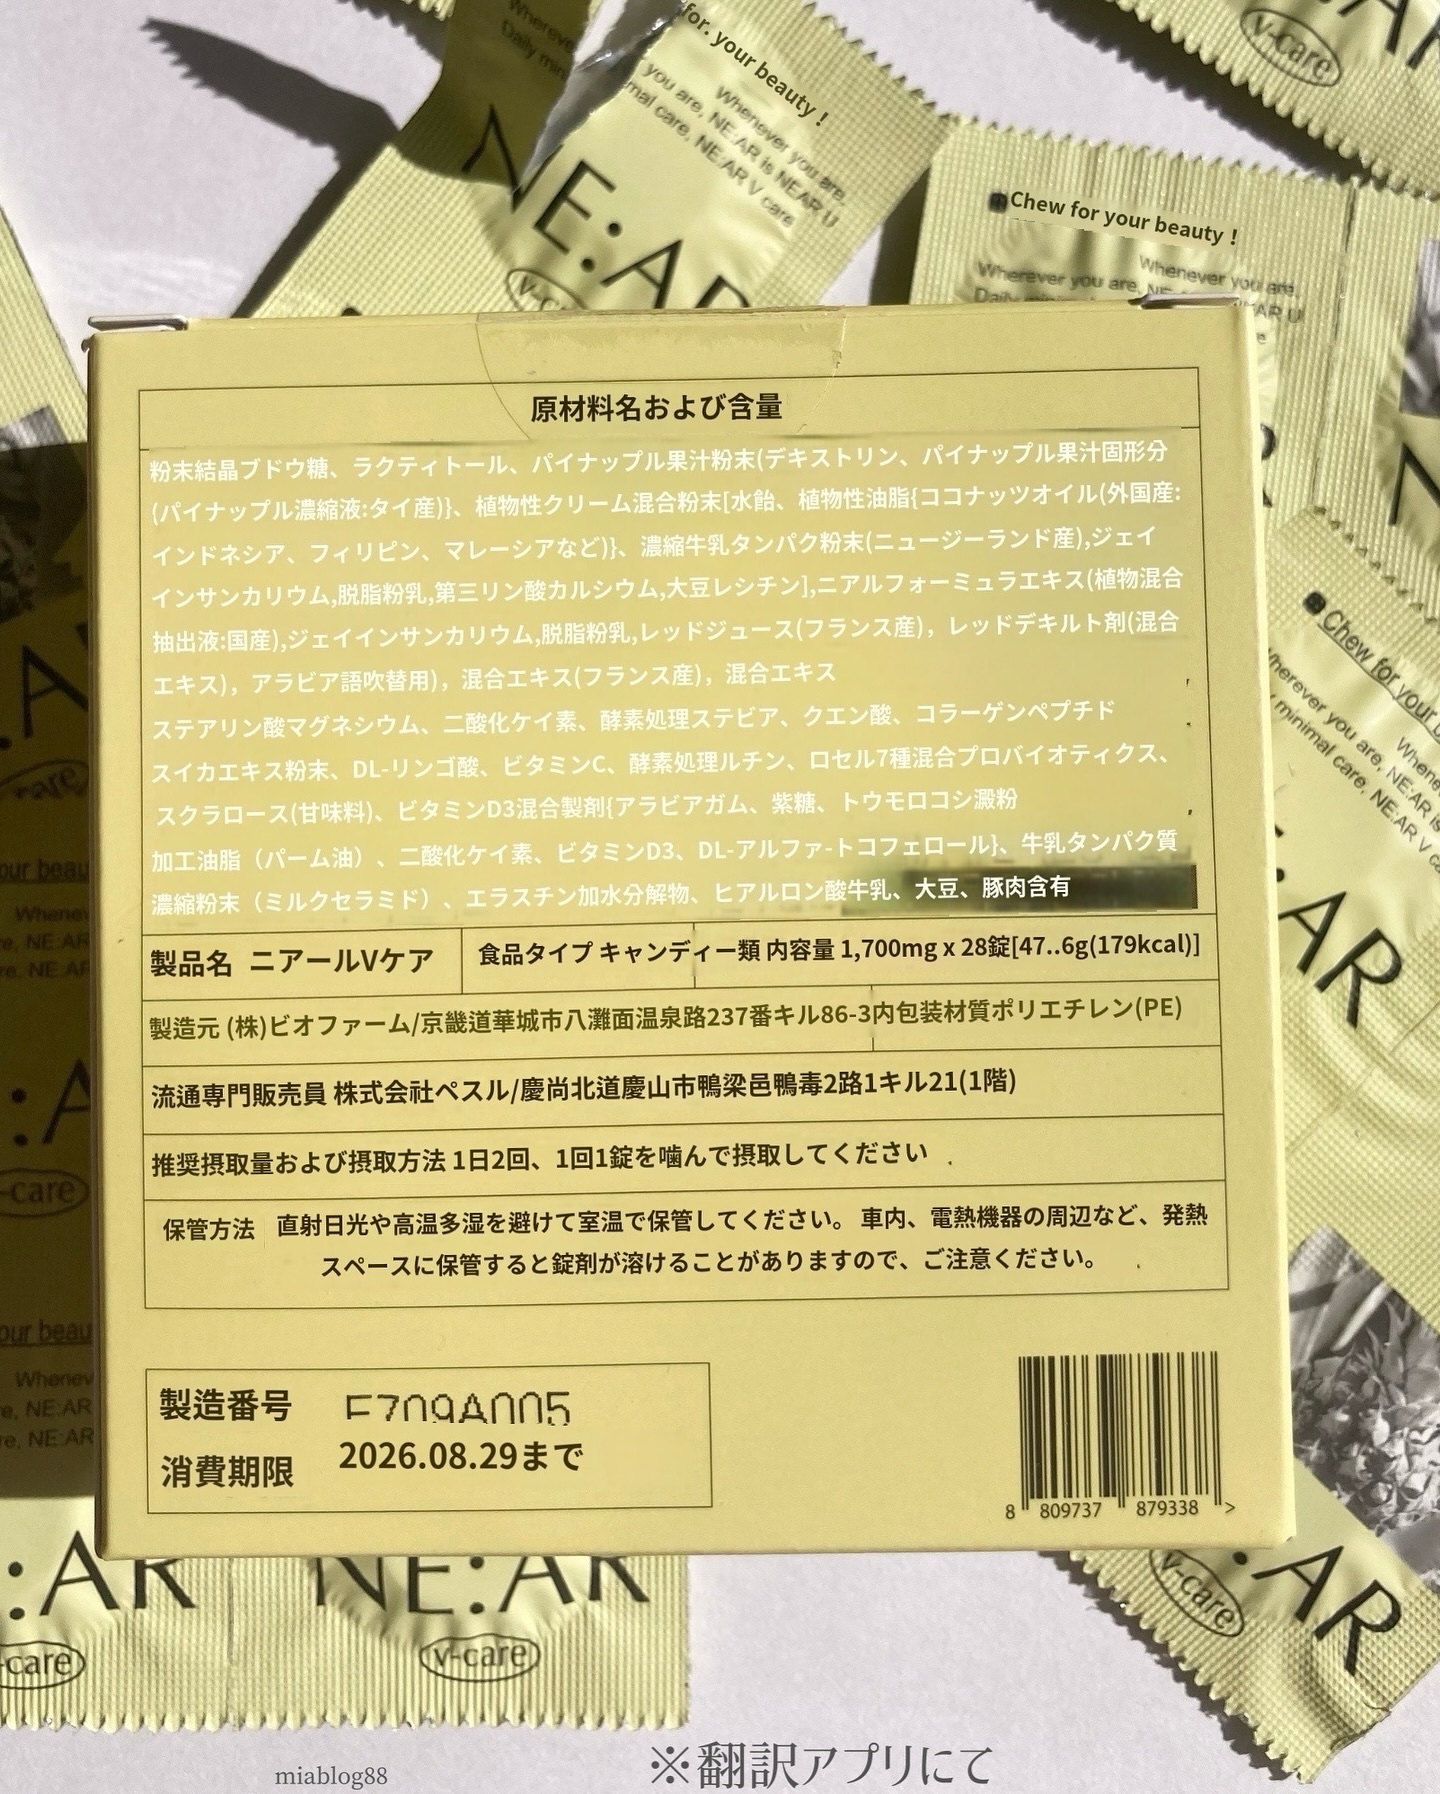 for. your beauty !
Whenever you are,
you are, NE:AR is NEAR U
mal care, NE:AR V care
NE:AR
v-care
Chew for your beauty !
Whenever you are,
Wherever you are,
原材料名および含量
粉末結晶ブドウ糖、ラクティトール、パイナップル果汁粉末(デキストリン、パイナップル果汁固形分
(パイナップル濃縮液:タイ産)}、植物性クリーム混合粉末[水飴、植物性油脂{ココナッツオイル(外国産:
インドネシア、フィリピン、マレーシアなど)}、濃縮牛乳タンパク粉末(ニュージーランド産),ジェイ
インサンカリウム,脱脂粉乳,第三リン酸カルシウム,大豆レシチン],ニアルフォーミュラエキス(植物混合
抽出液:国産),ジェイインサンカリウム,脱脂粉乳,レッドジュース(フランス産)，レッドデキルト剤(混合
エキス)，アラビア語吹替用)，混合エキス(フランス産)，混合エキス
ステアリン酸マグネシウム、二酸化ケイ素、酵素処理ステビア、クエン酸、コラーゲンペプチド
スイカエキス粉末、DL-リンゴ酸、ビタミンC、酵素処理ルチン、ロセル7種混合プロバイオティクス、
スクラロース(甘味料)、ビタミンD3混合製剤{アラビアガム、紫糖、トウモロコシ澱粉
加工油脂（パーム油）、二酸化ケイ素、ビタミンD3、DL-アルファ-トコフェロール}、牛乳タンパク質
濃縮粉末（ミルクセラミド）、エラスチン加水分解物、ヒアルロン酸牛乳、大豆、豚肉含有
製品名 ニアールVケア 食品タイプ キャンディー類 内容量 1,700mg x 28錠[47..6g(179kcal)]
製造元 (株)ビオファーム/京畿道華城市八灘面温泉路237番キル86-3内包装材質ポリエチレン(PE)
流通専門販売員 株式会社ペスル/慶尚北道慶山市鴨梁邑鴨毒2路1キル21(1階)
推奨摂取量および摂取方法 1日2回、1回1錠を噛んで摂取してください
保管方法 直射日光や高温多湿を避けて室温で保管してください。 車内、電熱機器の周辺など、発熱
スペースに保管すると錠剤が溶けることがありますので、ご注意ください。
製造番号 F709A005
消費期限 2026.08.29まで
8 809737 879338 >
Chew for your
Wherever you are,
minimal care, NE:AR V
:AR
v-care
NE:AR
v-care
:AR
v-care
※翻訳アプリにて
miablog88